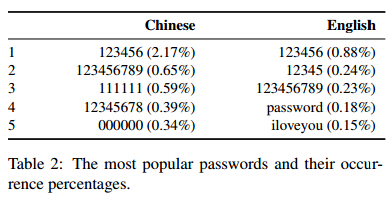 Chinese English
1 123456 (2.17%) 123456 (0.88%)
2 123456789 (0.65%) 12345 (0.24%)
3 111111 (0.59%) 123456789 (0.23%)
4 12345678 (0.39%) password (0.18%)
5 000000 (0.34%) iloveyou (0.15%)
Table 2: The most popular passwords and their occur-
rence percentages.